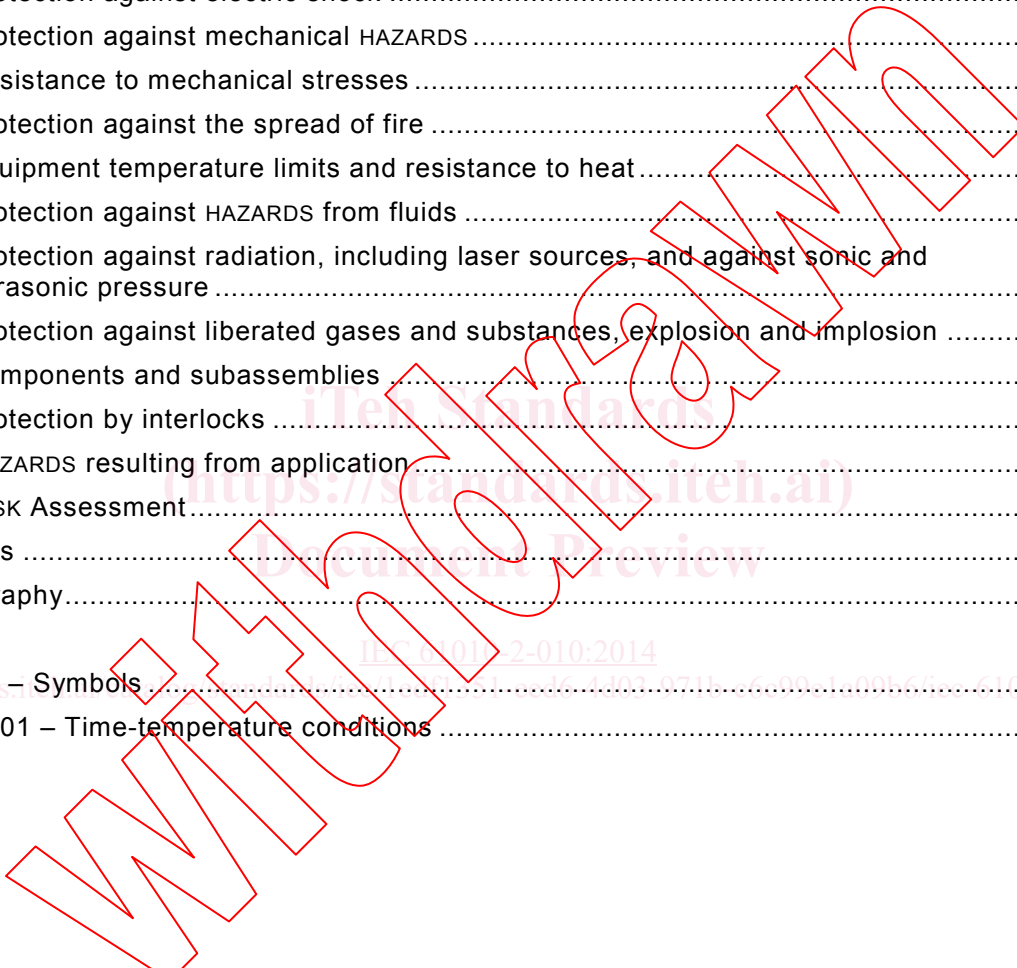 otection against mechanical HAZARDS
sistance to mechanical stresses
otection against the spread of fire
uipment temperature limits and resistance to heat
otection against HAZARDS from fluids
otection against radiation, including laser sources, and against sonic and
rasonic pressure
otection against liberated gases and substances, explosion and implosion
omponents and subassemblies
iTeh Standards
otection by interlocks
ZARDS resulting from application
(https://standards.iteh.ai)
SK Assessment
s
Document Preview
raphy
IEC 61010-2-010:2014
– Symbols
01 – Time-temperature conditions
withdrawn